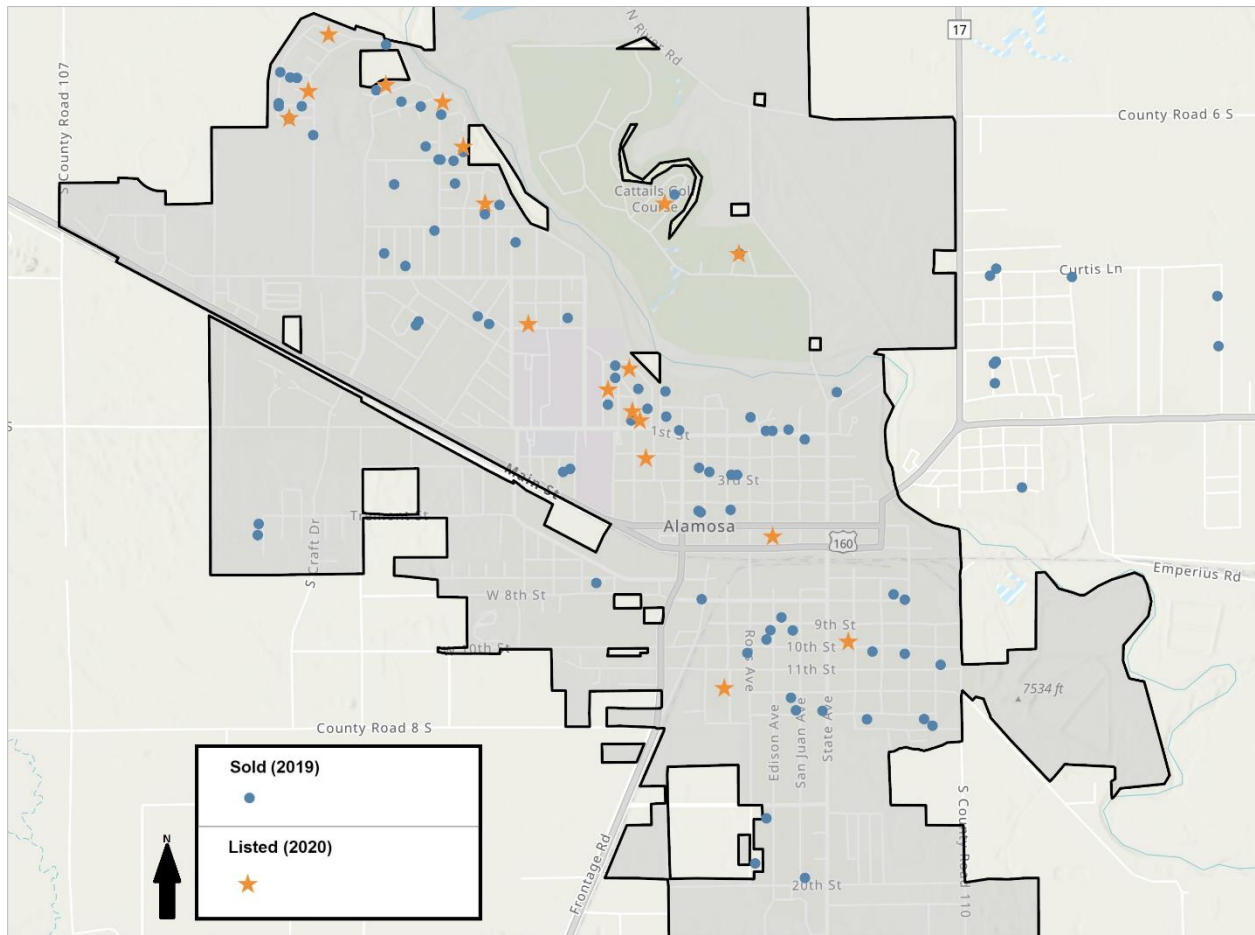 N River Rd
17
S County Road 107
County Road 6 S
Cattails Golf
Course
Curtis Ln
1st St
Main St
3rd St
Tremont St
Alamosa
160
S Craft Dr
Emperius Rd
W 8th St
9th St
W 10th St
10th St
Ross Ave
11th St
7534 ft
County Road 8 S
Edison Ave
San Juan Ave
State Ave
Sold (2019)
S County Road 110
Listed (2020)
N
Frontage Rd
20th St